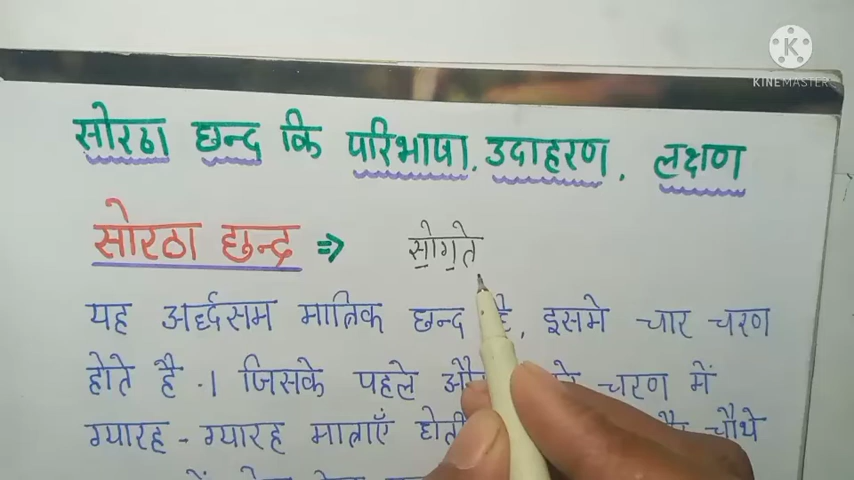 KINEMASTER
सोरठा छन्द कि परिभाषा, उदाहरण, लक्षण
सोरठा छन्द ⇒ सोगते
यह अर्द्धसम मात्रिक छन्द है, इसमे चार चरण
होते है .। जिसके पहले चरण में
ग्यारह - ग्यारह मात्राएँ चौथे